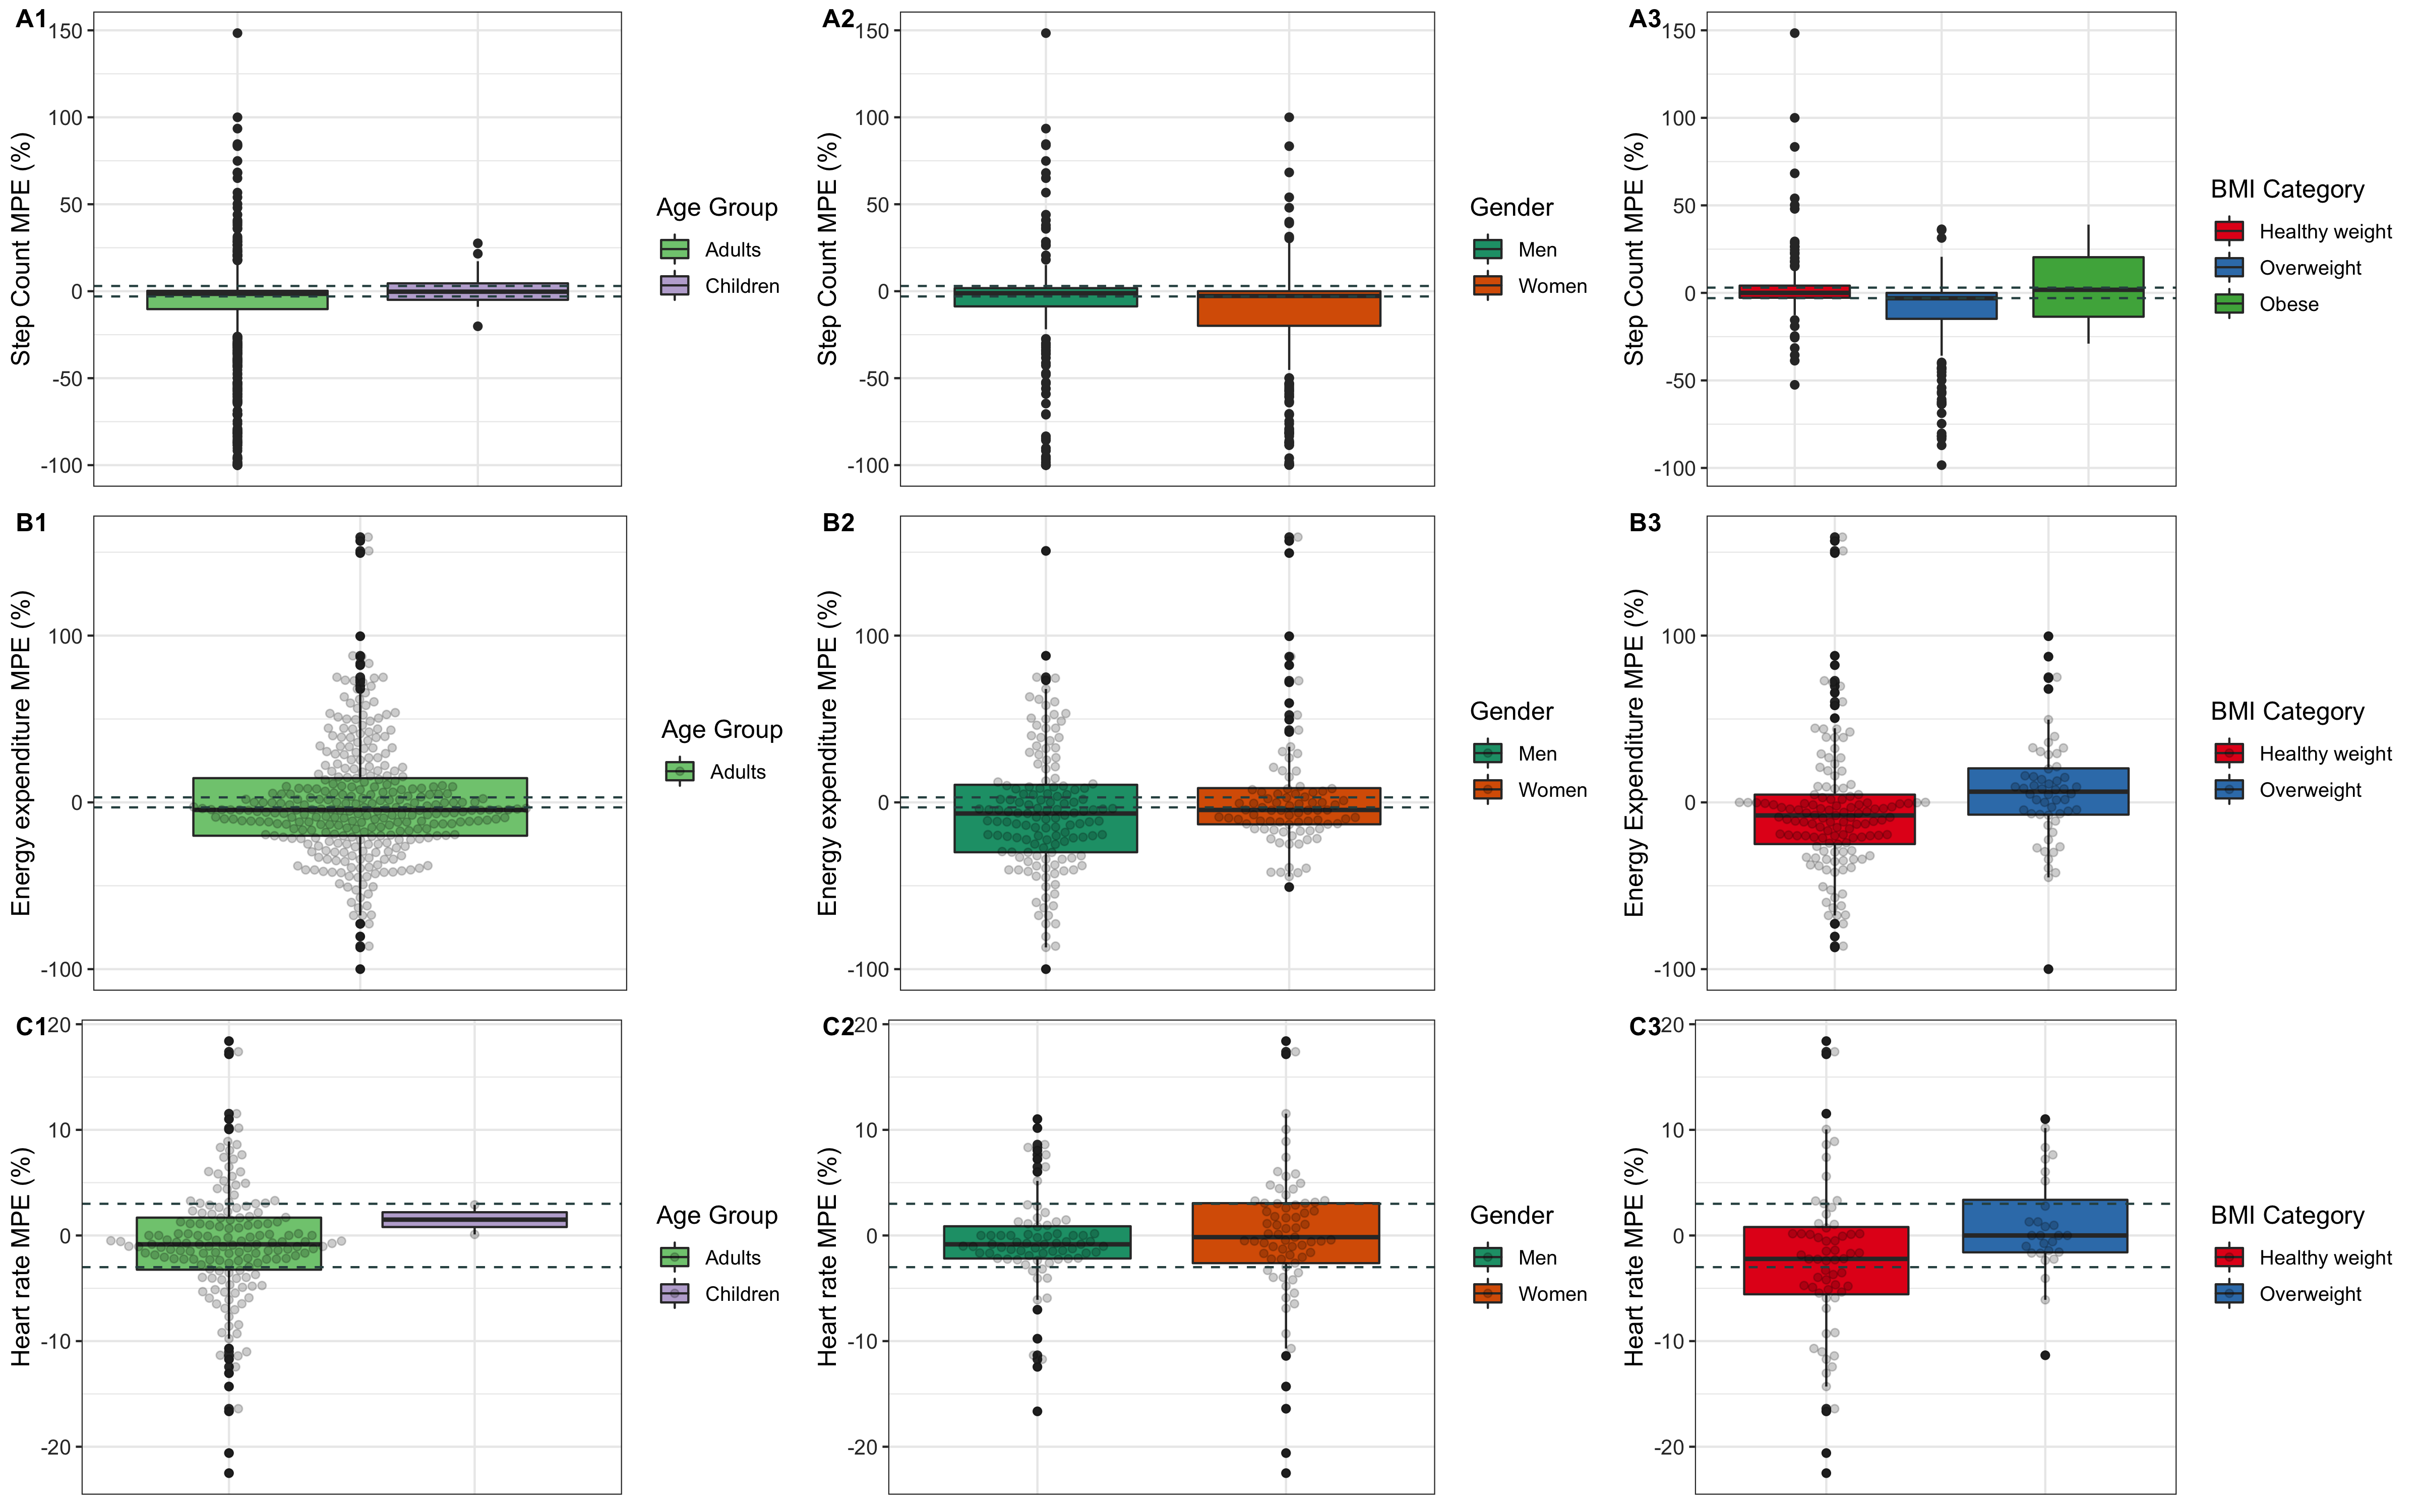 A1
150
100
50
0
-50
-100
Step Count MPE (%)
Age Group
Adults
Children
A2
150
100
50
0
-50
-100
Step Count MPE (%)
Gender
Men
Women
A3
150
100
50
0
-50
-100
Step Count MPE (%)
BMI Category
Healthy weight
Overweight
Obese
B1
100
0
-100
Energy expenditure MPE (%)
Age Group
Adults
B2
100
0
-100
Energy expenditure MPE (%)
Gender
Men
Women
B3
100
0
-100
Energy Expenditure MPE (%)
BMI Category
Healthy weight
Overweight
C1
20
10
0
-10
-20
Heart rate MPE (%)
Age Group
Adults
Children
C2
20
10
0
-10
-20
Heart rate MPE (%)
Gender
Men
Women
C3
20
10
0
-10
-20
Heart rate MPE (%)
BMI Category
Healthy weight
Overweight